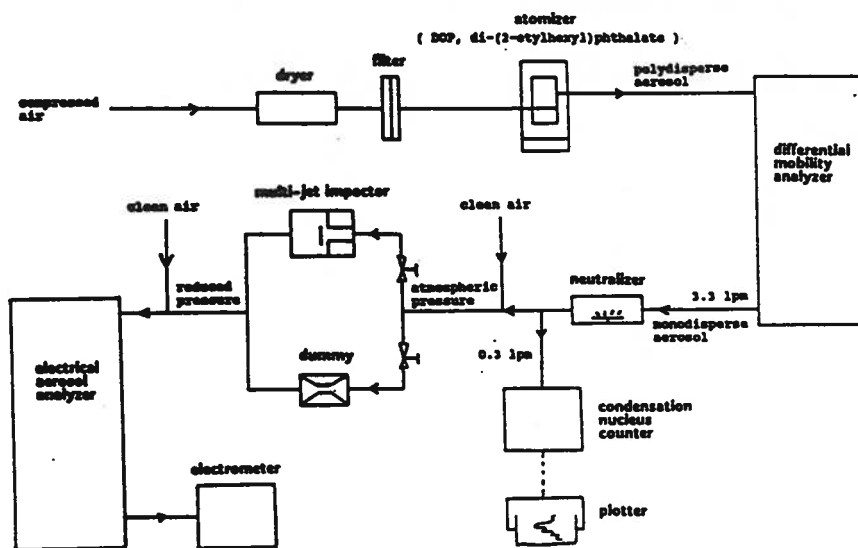 atomizer
( DOP, di-(2-etylhexyl)phthalate )
filter
dryer
polydisperse
aerosol
compressed
air
differential
mobility
analyzer
multi-jet impactor
clean air
clean air
neutralizer
reduced
pressure
atmospheric
pressure
3.3 lpm
monodisperse
aerosol
dummy
0.3 lpm
electrical
aerosol
analyzer
condensation
nucleus
counter
electrometer
plotter